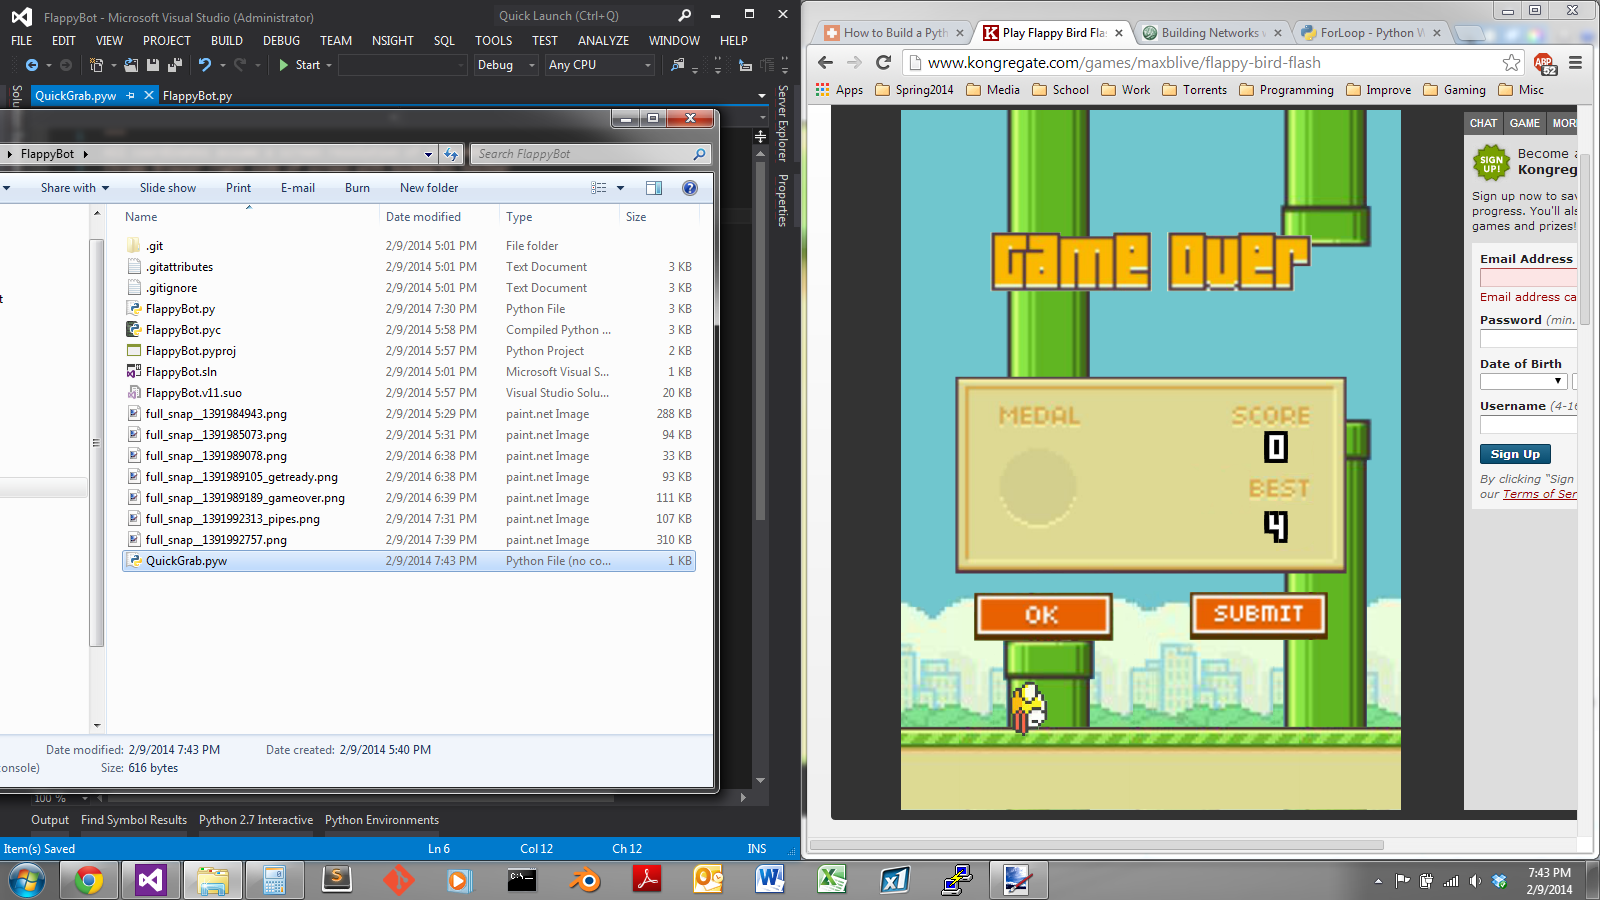 FlappyBot - Microsoft Visual Studio (Administrator)
Quick Launch (Ctrl+Q)
FILE EDIT VIEW PROJECT BUILD DEBUG TEAM NSIGHT SQL TOOLS TEST ANALYZE WINDOW HELP
Start Debug Any CPU
QuickGrab.pyw FlappyBot.py
Server Explorer
Properties
FlappyBot
Search FlappyBot
Share with Slide show Print E-mail Burn New folder
Name Date modified Type Size
.git 2/9/2014 5:01 PM File folder
.gitattributes 2/9/2014 5:01 PM Text Document 3 KB
.gitignore 2/9/2014 5:01 PM Text Document 3 KB
FlappyBot.py 2/9/2014 7:30 PM Python File 3 KB
FlappyBot.pyc 2/9/2014 5:58 PM Compiled Python ... 3 KB
FlappyBot.pyproj 2/9/2014 5:57 PM Python Project 2 KB
FlappyBot.sln 2/9/2014 5:01 PM Microsoft Visual S... 1 KB
FlappyBot.v11.suo 2/9/2014 5:57 PM Visual Studio Solu... 20 KB
full_snap__1391984943.png 2/9/2014 5:29 PM paint.net Image 288 KB
full_snap__1391985073.png 2/9/2014 5:31 PM paint.net Image 94 KB
full_snap__1391989078.png 2/9/2014 6:38 PM paint.net Image 33 KB
full_snap__1391989105_getready.png 2/9/2014 6:38 PM paint.net Image 93 KB
full_snap__1391989189_gameover.png 2/9/2014 6:39 PM paint.net Image 111 KB
full_snap__1391992313_pipes.png 2/9/2014 7:31 PM paint.net Image 107 KB
full_snap__1391992757.png 2/9/2014 7:39 PM paint.net Image 310 KB
QuickGrab.pyw 2/9/2014 7:43 PM Python File (no co... 1 KB
Date modified: 2/9/2014 7:43 PM Date created: 2/9/2014 5:40 PM
onsole) Size: 616 bytes
100 %
Output Find Symbol Results Python 2.7 Interactive Python Environments
Item(s) Saved Ln 6 Col 12 Ch 12 INS
How to Build a Pyth Play Flappy Bird Fla Building Networks ForLoop - Python W
www.kongregate.com/games/maxblive/flappy-bird-flash
ABP
52
Apps Spring2014 Media School Work Torrents Programming Improve Gaming Misc
Game Over
MEDAL SCORE
0
BEST
4
OK SUBMIT
CHAT GAME MOR
SIGN UP!
Become a
Kongreg
Sign up now to sav
progress. You'll als
games and prizes!
Email Address
Email address ca
Password (min.
Date of Birth
Username (4-16
Sign Up
By clicking "Sign
our Terms of Ser
7:43 PM
2/9/2014